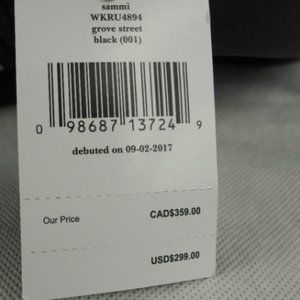 sammi
WKRU4894
grove street
black (001)
0 98687 13724 9
debuted on 09-02-2017
Our Price CAD$359.00
USD$299.00